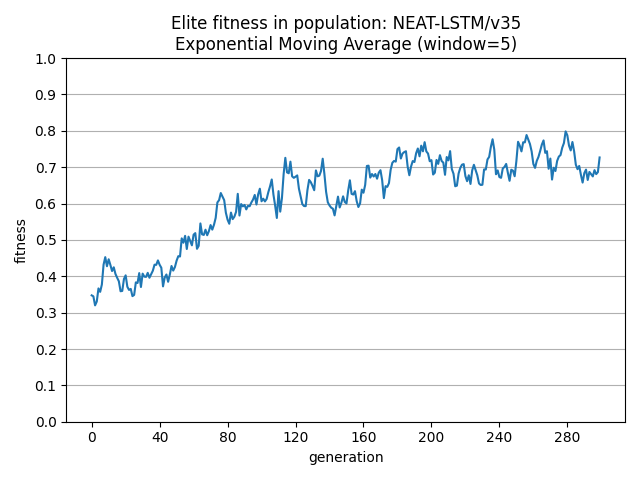 Elite fitness in population: NEAT-LSTM/v35
Exponential Moving Average (window=5)
1.0
0.9
0.8
0.7
0.6
0.5
0.4
0.3
0.2
0.1
0.0
fitness
0 40 80 120 160 200 240 280
generation